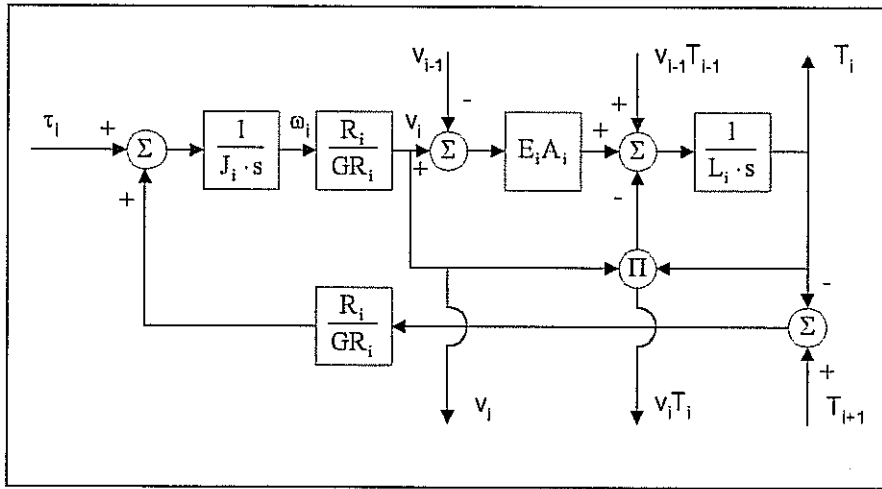 v_{i-1} v_{i-1}T_{i-1} T_i
τ_i + - + -
Σ 1 / J_i · s ω_i R_i / GR_i v_i + Σ E_iA_i + Σ 1 / L_i · s
+ Π -
R_i / GR_i Σ
+
v_i v_iT_i T_{i+1}